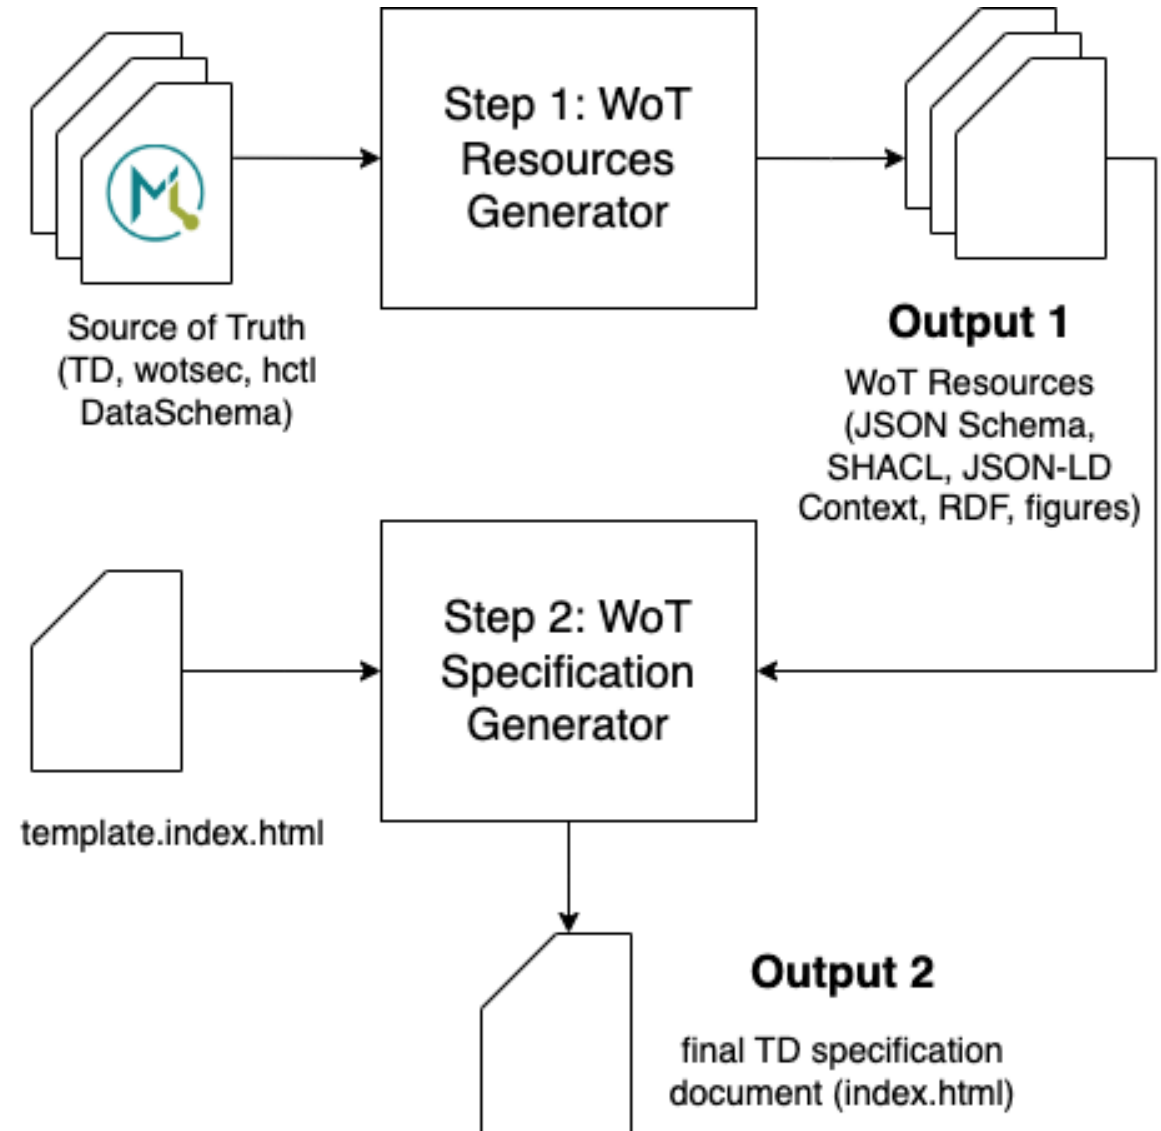 Step 1: WoT
Resources
Generator
Source of Truth
(TD, wotsec, hctl
DataSchema)
Output 1
WoT Resources
(JSON Schema,
SHACL, JSON-LD
Context, RDF, figures)
Step 2: WoT
Specification
Generator
template.index.html
Output 2
final TD specification
document (index.html)